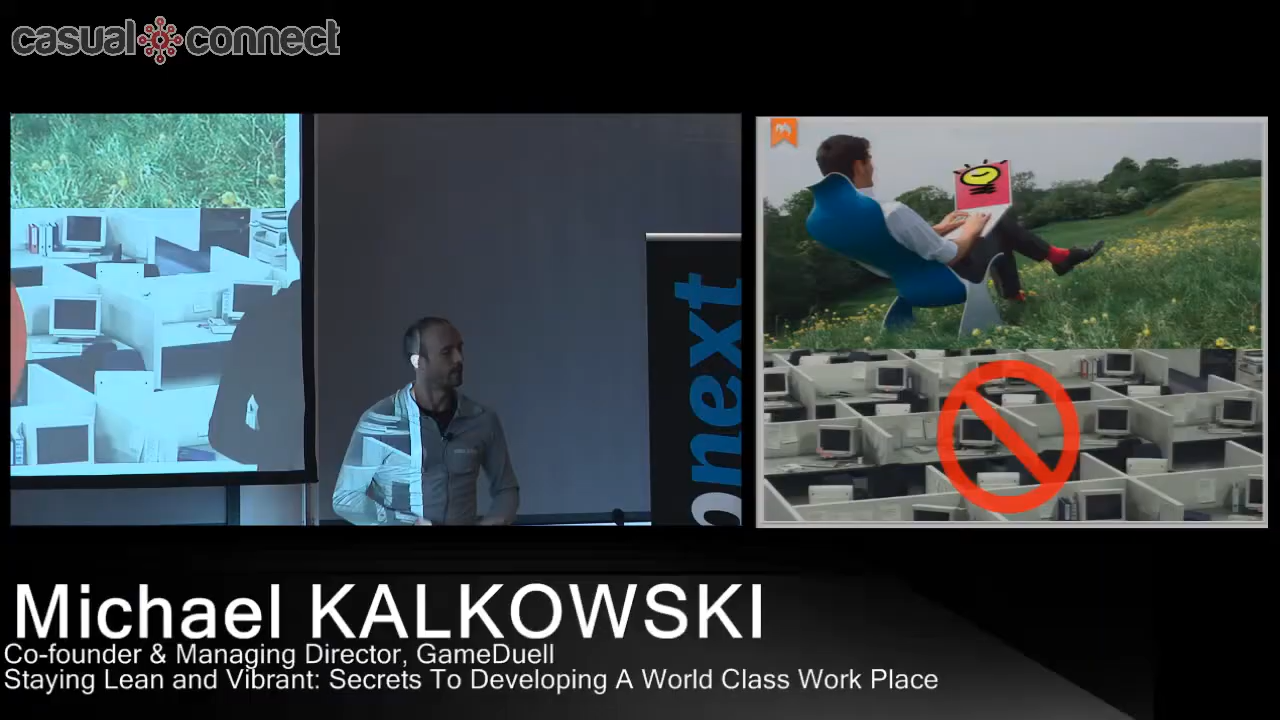 casual connect
onext
Michael KALKOWSKI
Co-founder & Managing Director, GameDuell
Staying Lean and Vibrant: Secrets To Developing A World Class Work Place